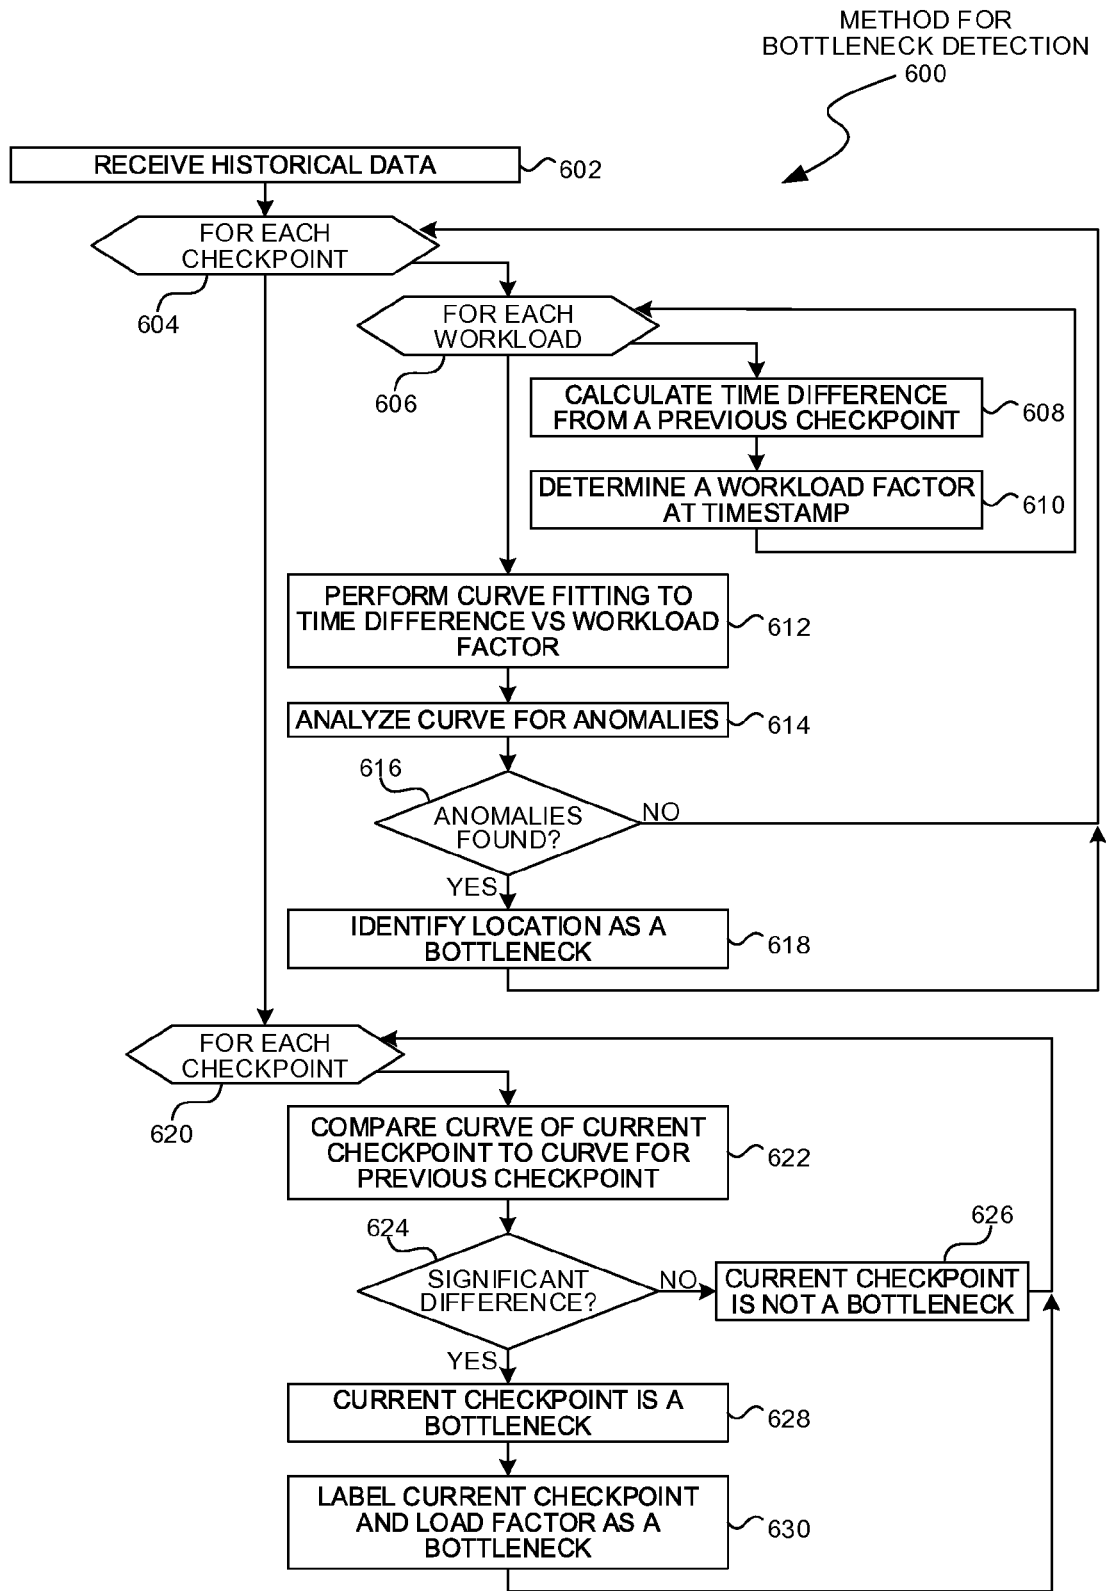 METHOD FOR
BOTTLENECK DETECTION
600
RECEIVE HISTORICAL DATA
602
FOR EACH
CHECKPOINT
604
FOR EACH
WORKLOAD
606
CALCULATE TIME DIFFERENCE
FROM A PREVIOUS CHECKPOINT
608
DETERMINE A WORKLOAD FACTOR
AT TIMESTAMP
610
PERFORM CURVE FITTING TO
TIME DIFFERENCE VS WORKLOAD
FACTOR
612
ANALYZE CURVE FOR ANOMALIES
614
616
ANOMALIES
FOUND?
NO
YES
IDENTIFY LOCATION AS A
BOTTLENECK
618
FOR EACH
CHECKPOINT
620
COMPARE CURVE OF CURRENT
CHECKPOINT TO CURVE FOR
PREVIOUS CHECKPOINT
622
624
SIGNIFICANT
DIFFERENCE?
NO
626
CURRENT CHECKPOINT
IS NOT A BOTTLENECK
YES
CURRENT CHECKPOINT IS A
BOTTLENECK
628
LABEL CURRENT CHECKPOINT
AND LOAD FACTOR AS A
BOTTLENECK
630